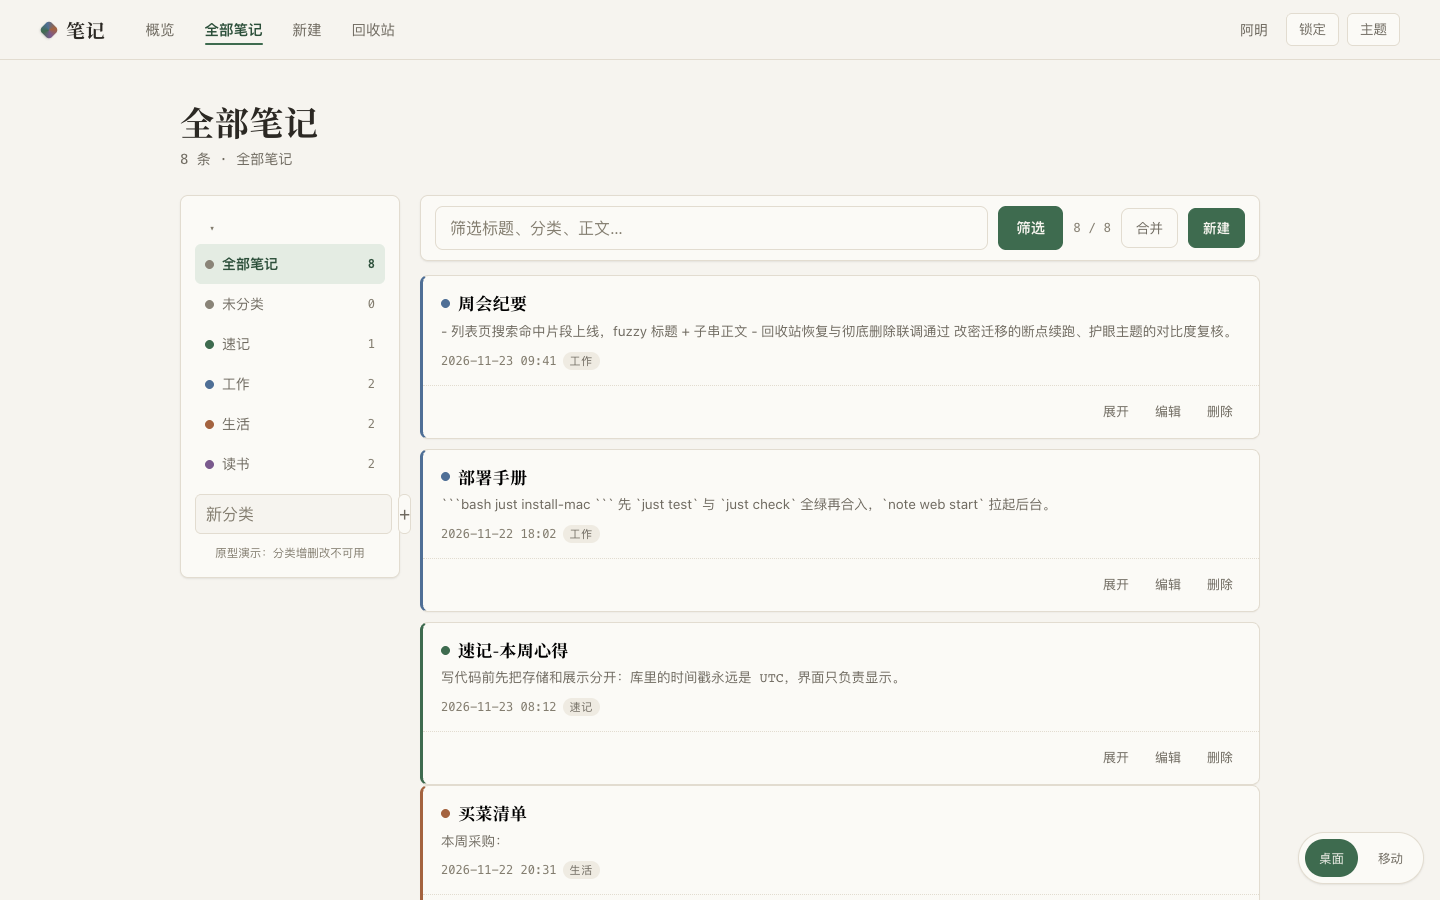 笔记
概览
全部笔记
新建
回收站
阿明
锁定
主题
全部笔记
8 条 · 全部笔记
全部笔记 8
未分类 0
速记 1
工作 2
生活 2
读书 2
新分类
+
原型演示：分类增删改不可用
筛选标题、分类、正文…
筛选
8 / 8
合并
新建
周会纪要
- 列表页搜索命中片段上线，fuzzy 标题 + 子串正文 - 回收站恢复与彻底删除联调通过 改密迁移的断点续跑、护眼主题的对比度复核。
2026-11-23 09:41 工作
展开 编辑 删除
部署手册
```bash just install-mac ``` 先 `just test` 与 `just check` 全绿再合入，`note web start` 拉起后台。
2026-11-22 18:02 工作
展开 编辑 删除
速记-本周心得
写代码前先把存储和展示分开：库里的时间戳永远是 UTC，界面只负责显示。
2026-11-23 08:12 速记
展开 编辑 删除
买菜清单
本周采购：
2026-11-22 20:31 生活
桌面
移动